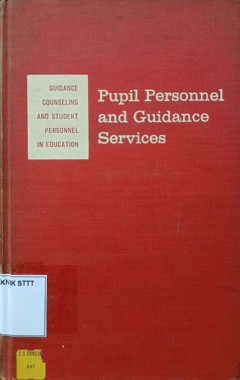 GUIDANCE
COUNSELING
AND STUDENT
PERSONNEL
IN EDUCATION
Pupil Personnel
and Guidance
Services
KNIK STTT